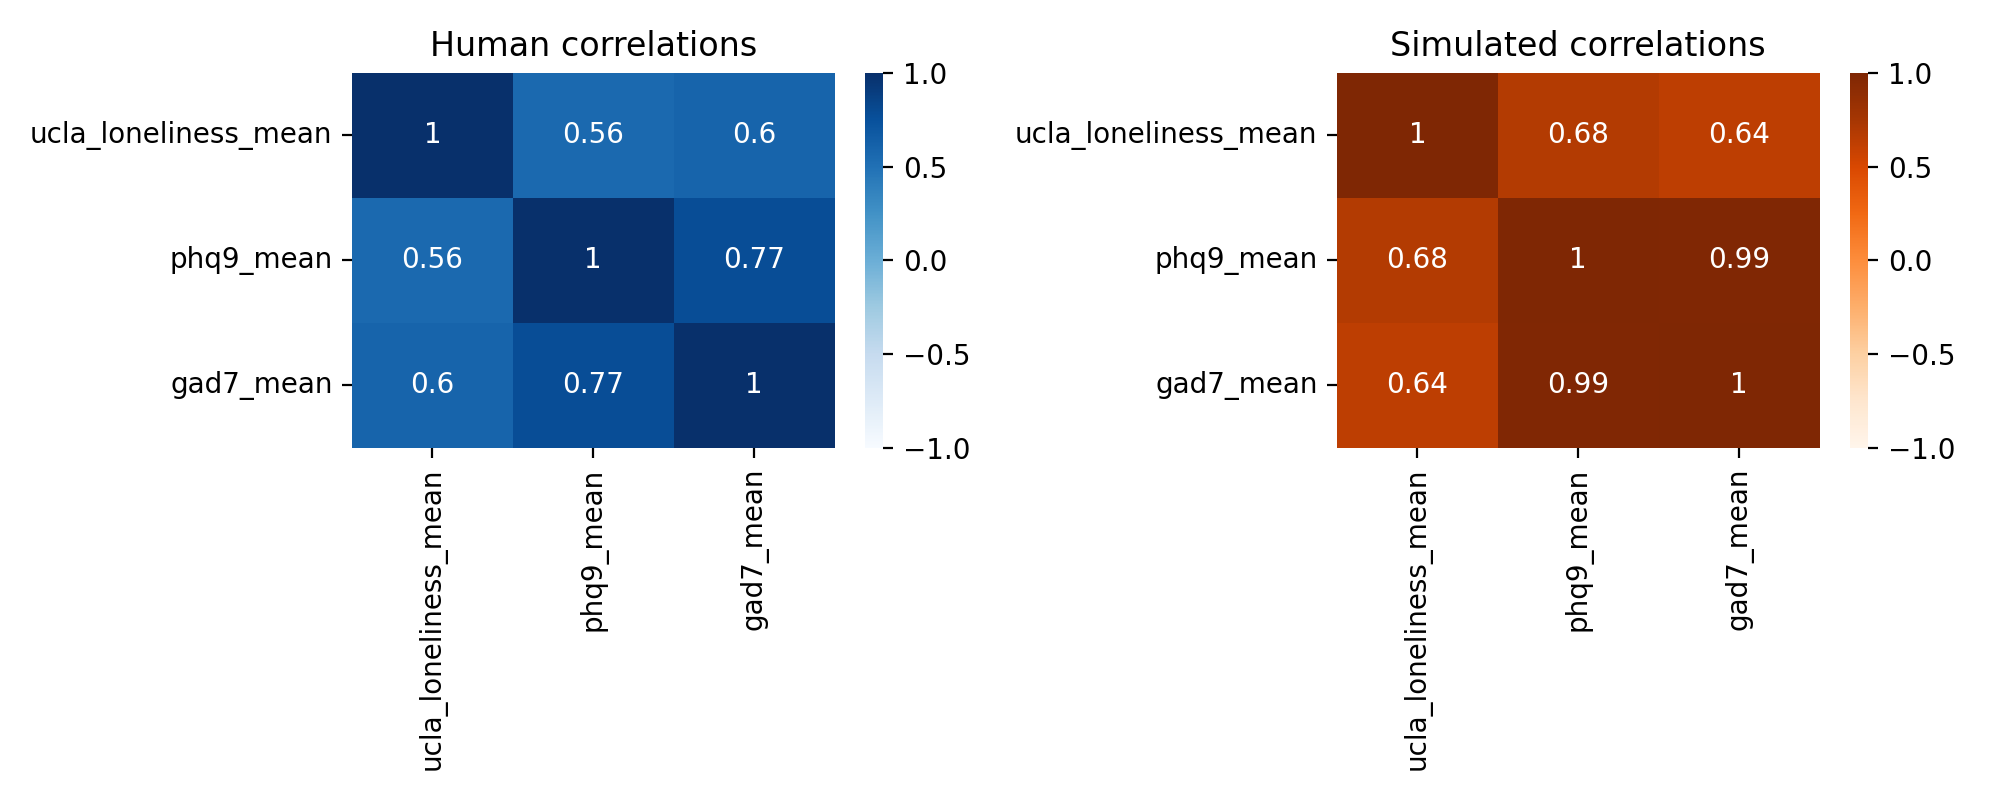 Human correlations
ucla_loneliness_mean
phq9_mean
gad7_mean
1 0.56 0.6
0.56 1 0.77
0.6 0.77 1
ucla_loneliness_mean
phq9_mean
gad7_mean
1.0
0.5
0.0
−0.5
−1.0
Simulated correlations
ucla_loneliness_mean
phq9_mean
gad7_mean
1 0.68 0.64
0.68 1 0.99
0.64 0.99 1
ucla_loneliness_mean
phq9_mean
gad7_mean
1.0
0.5
0.0
−0.5
−1.0